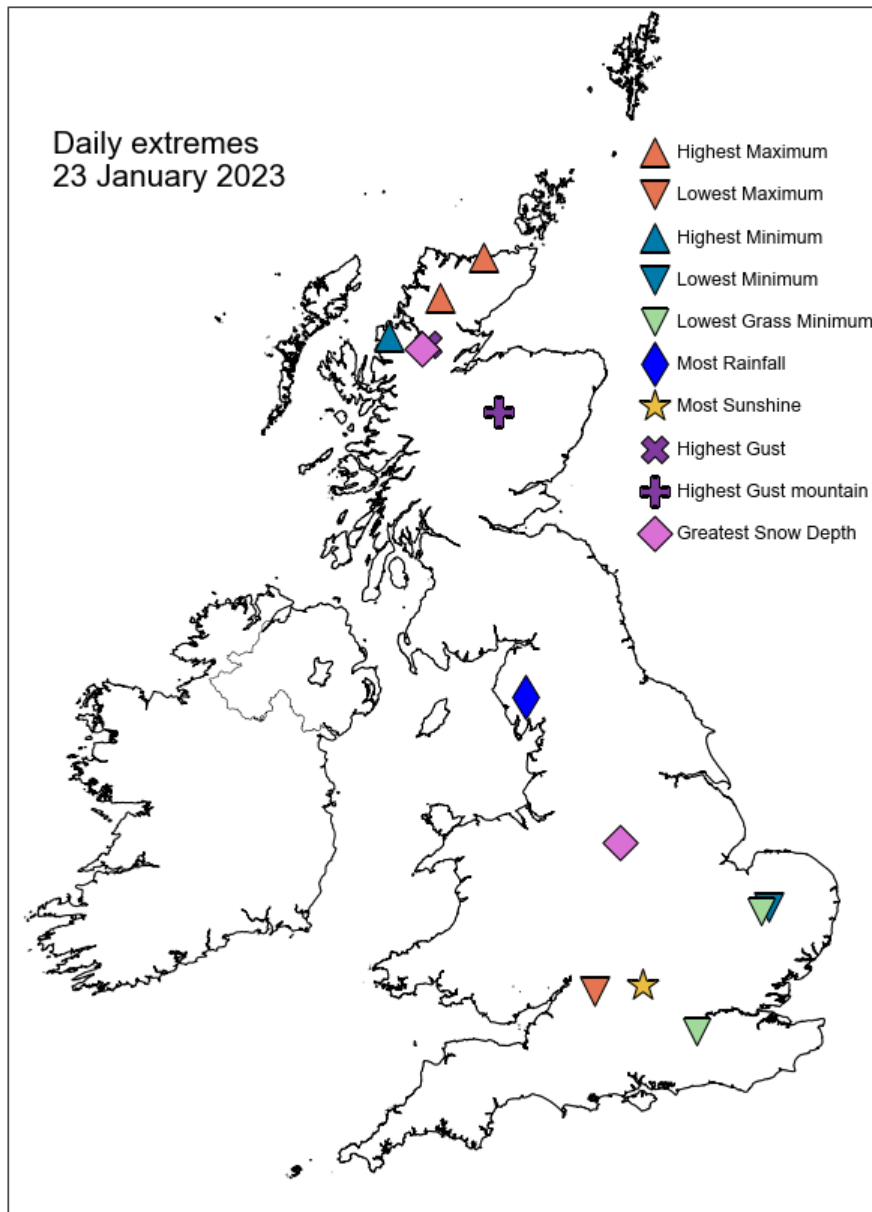 Daily extremes
23 January 2023
Highest Maximum
Lowest Maximum
Highest Minimum
Lowest Minimum
Lowest Grass Minimum
Most Rainfall
Most Sunshine
Highest Gust
Highest Gust mountain
Greatest Snow Depth